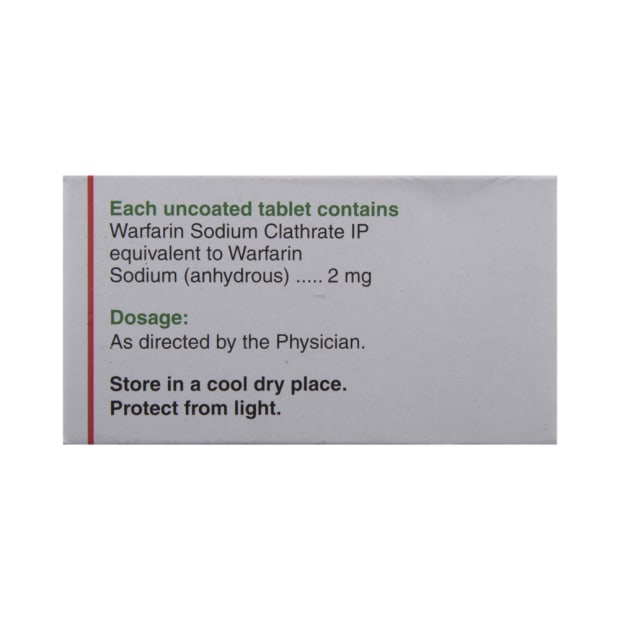 Each uncoated tablet contains
Warfarin Sodium Clathrate IP
equivalent to Warfarin
Sodium (anhydrous) ..... 2 mg
Dosage:
As directed by the Physician.
Store in a cool dry place.
Protect from light.